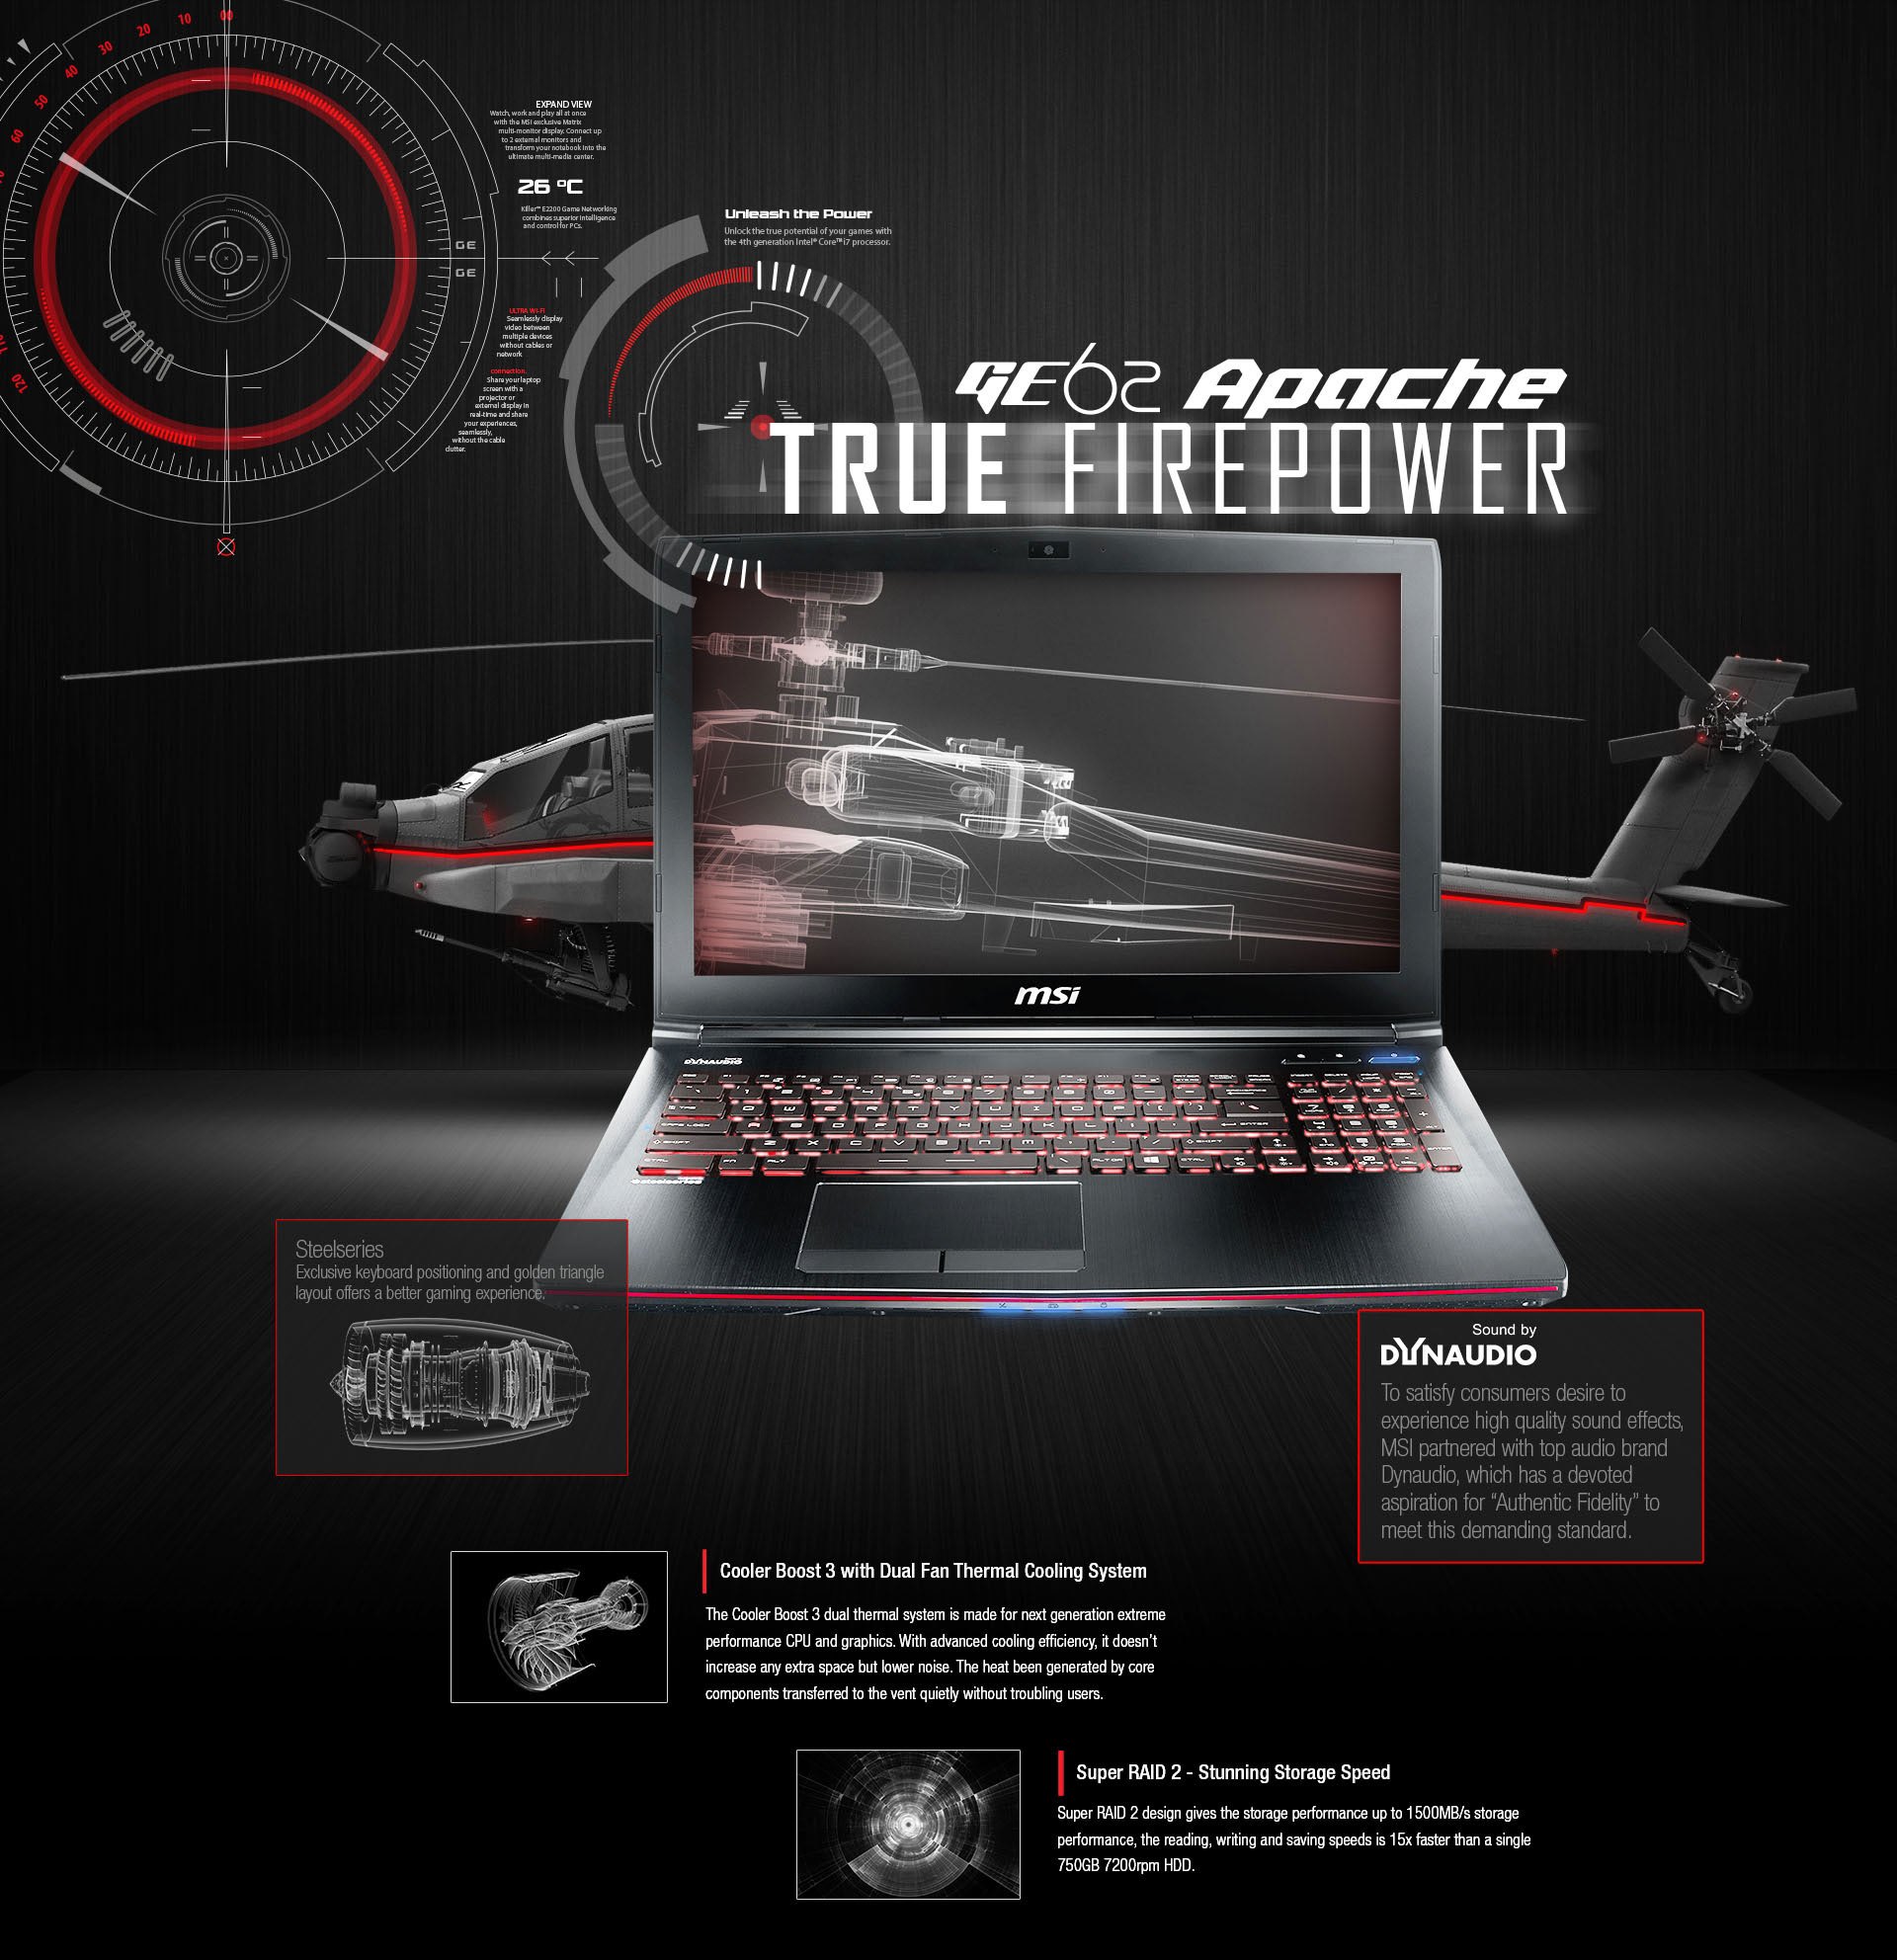 00
10
20
30
40
50
60
120
EXPAND VIEW
Watch, work and play all at once
with the MSI exclusive Matrix
multi-monitor display. Connect up
to 2 external monitors and
transform your notebook into the
ultimate multi-media center.
26 °C
Killer™ E2200 Game Networking
combines superior intelligence
and control for PCs.
GE
GE
ULTRA Wi-Fi
Seamlessly display
video between
multiple devices
without cables or
network
connection.
Share your laptop
screen with a
projector or
external display in
real-time and share
your experiences,
seamlessly,
without the cable
clutter.
Unleash the Power
Unlock the true potential of your games with
the 4th generation Intel® Core™ i7 processor.
GE62 Apache
TRUE FIREPOWER
msi
DYNAUDIO
steelseries
Steelseries
Exclusive keyboard positioning and golden triangle
layout offers a better gaming experience.
Sound by
DYNAUDIO
To satisfy consumers desire to
experience high quality sound effects,
MSI partnered with top audio brand
Dynaudio, which has a devoted
aspiration for “Authentic Fidelity” to
meet this demanding standard.
Cooler Boost 3 with Dual Fan Thermal Cooling System
The Cooler Boost 3 dual thermal system is made for next generation extreme
performance CPU and graphics. With advanced cooling efficiency, it doesn't
increase any extra space but lower noise. The heat been generated by core
components transferred to the vent quietly without troubling users.
Super RAID 2 - Stunning Storage Speed
Super RAID 2 design gives the storage performance up to 1500MB/s storage
performance, the reading, writing and saving speeds is 15x faster than a single
750GB 7200rpm HDD.